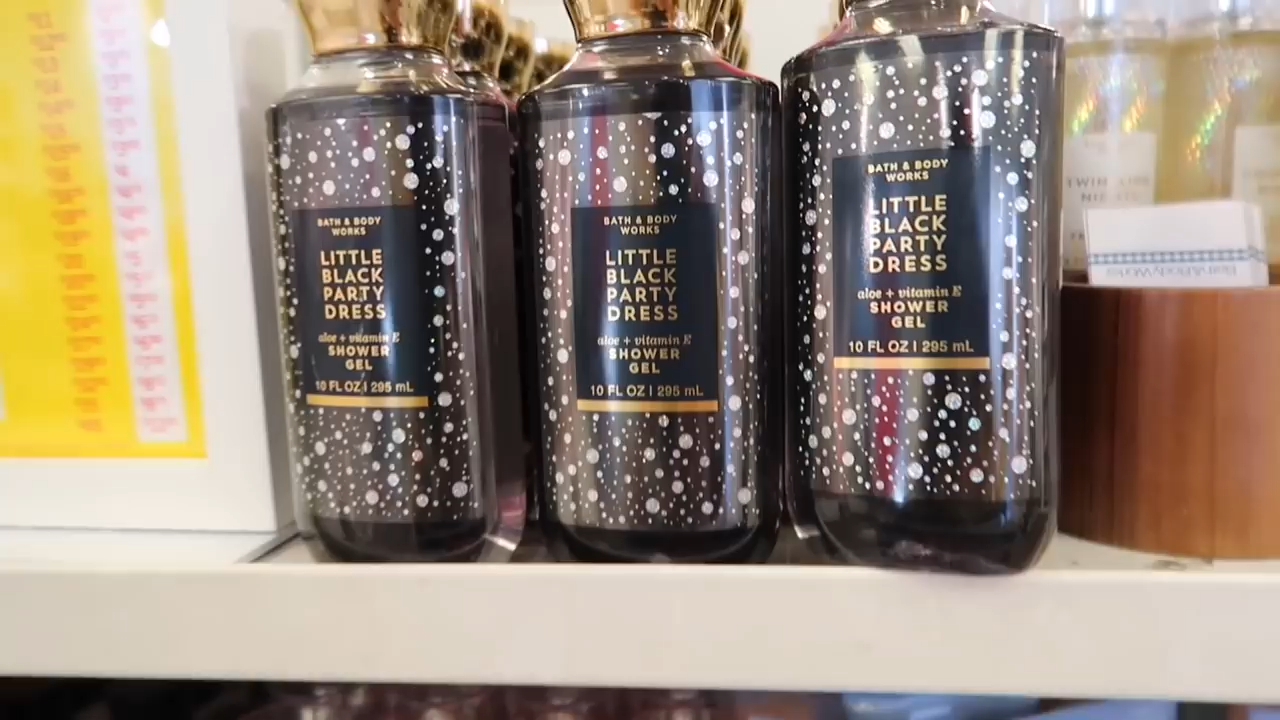 BATH & BODY
WORKS
LITTLE
BLACK
PARTY
DRESS
aloe + vitamin E
SHOWER
GEL
10 FL OZ | 295 mL
BATH & BODY
WORKS
LITTLE
BLACK
PARTY
DRESS
aloe + vitamin E
SHOWER
GEL
10 FL OZ | 295 mL
BATH & BODY
WORKS
LITTLE
BLACK
PARTY
DRESS
aloe + vitamin E
SHOWER
GEL
10 FL OZ | 295 mL
Bath&BodyWorks